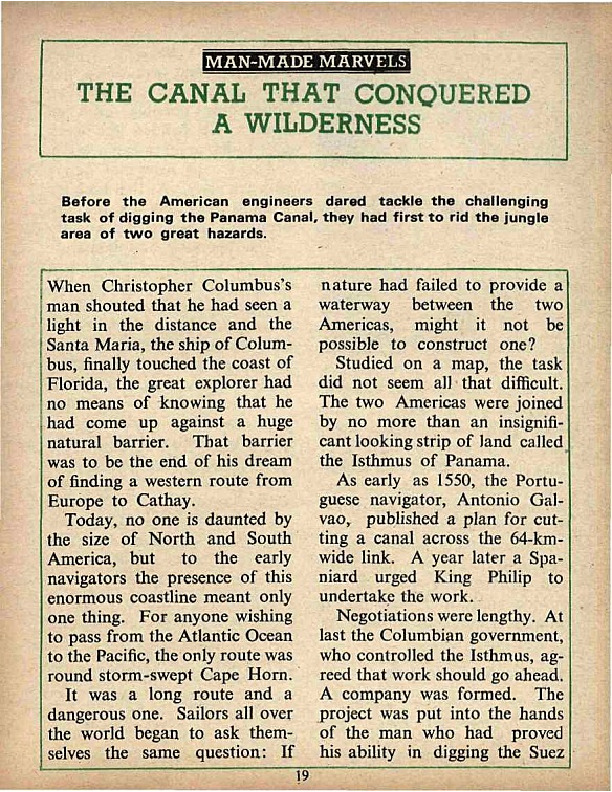 MAN-MADE MARVELS
THE CANAL THAT CONQUERED
A WILDERNESS
Before the American engineers dared tackle the challenging
task of digging the Panama Canal, they had first to rid the jungle
area of two great hazards.
When Christopher Columbus's
man shouted that he had seen a
light in the distance and the
Santa Maria, the ship of Colum-
bus, finally touched the coast of
Florida, the great explorer had
no means of knowing that he
had come up against a huge
natural barrier. That barrier
was to be the end of his dream
of finding a western route from
Europe to Cathay.
Today, no one is daunted by
the size of North and South
America, but to the early
navigators the presence of this
enormous coastline meant only
one thing. For anyone wishing
to pass from the Atlantic Ocean
to the Pacific, the only route was
round storm-swept Cape Horn.
It was a long route and a
dangerous one. Sailors all over
the world began to ask them-
selves the same question: If
nature had failed to provide a
waterway between the two
Americas, might it not be
possible to construct one?
Studied on a map, the task
did not seem all that difficult.
The two Americas were joined
by no more than an insignifi-
cant looking strip of land called
the Isthmus of Panama.
As early as 1550, the Portu-
guese navigator, Antonio Gal-
vao, published a plan for cut-
ting a canal across the 64-km-
wide link. A year later a Spa-
niard urged King Philip to
undertake the work.
Negotiations were lengthy. At
last the Columbian government,
who controlled the Isthmus, ag-
reed that work should go ahead.
A company was formed. The
project was put into the hands
of the man who had proved
his ability in digging the Suez
19